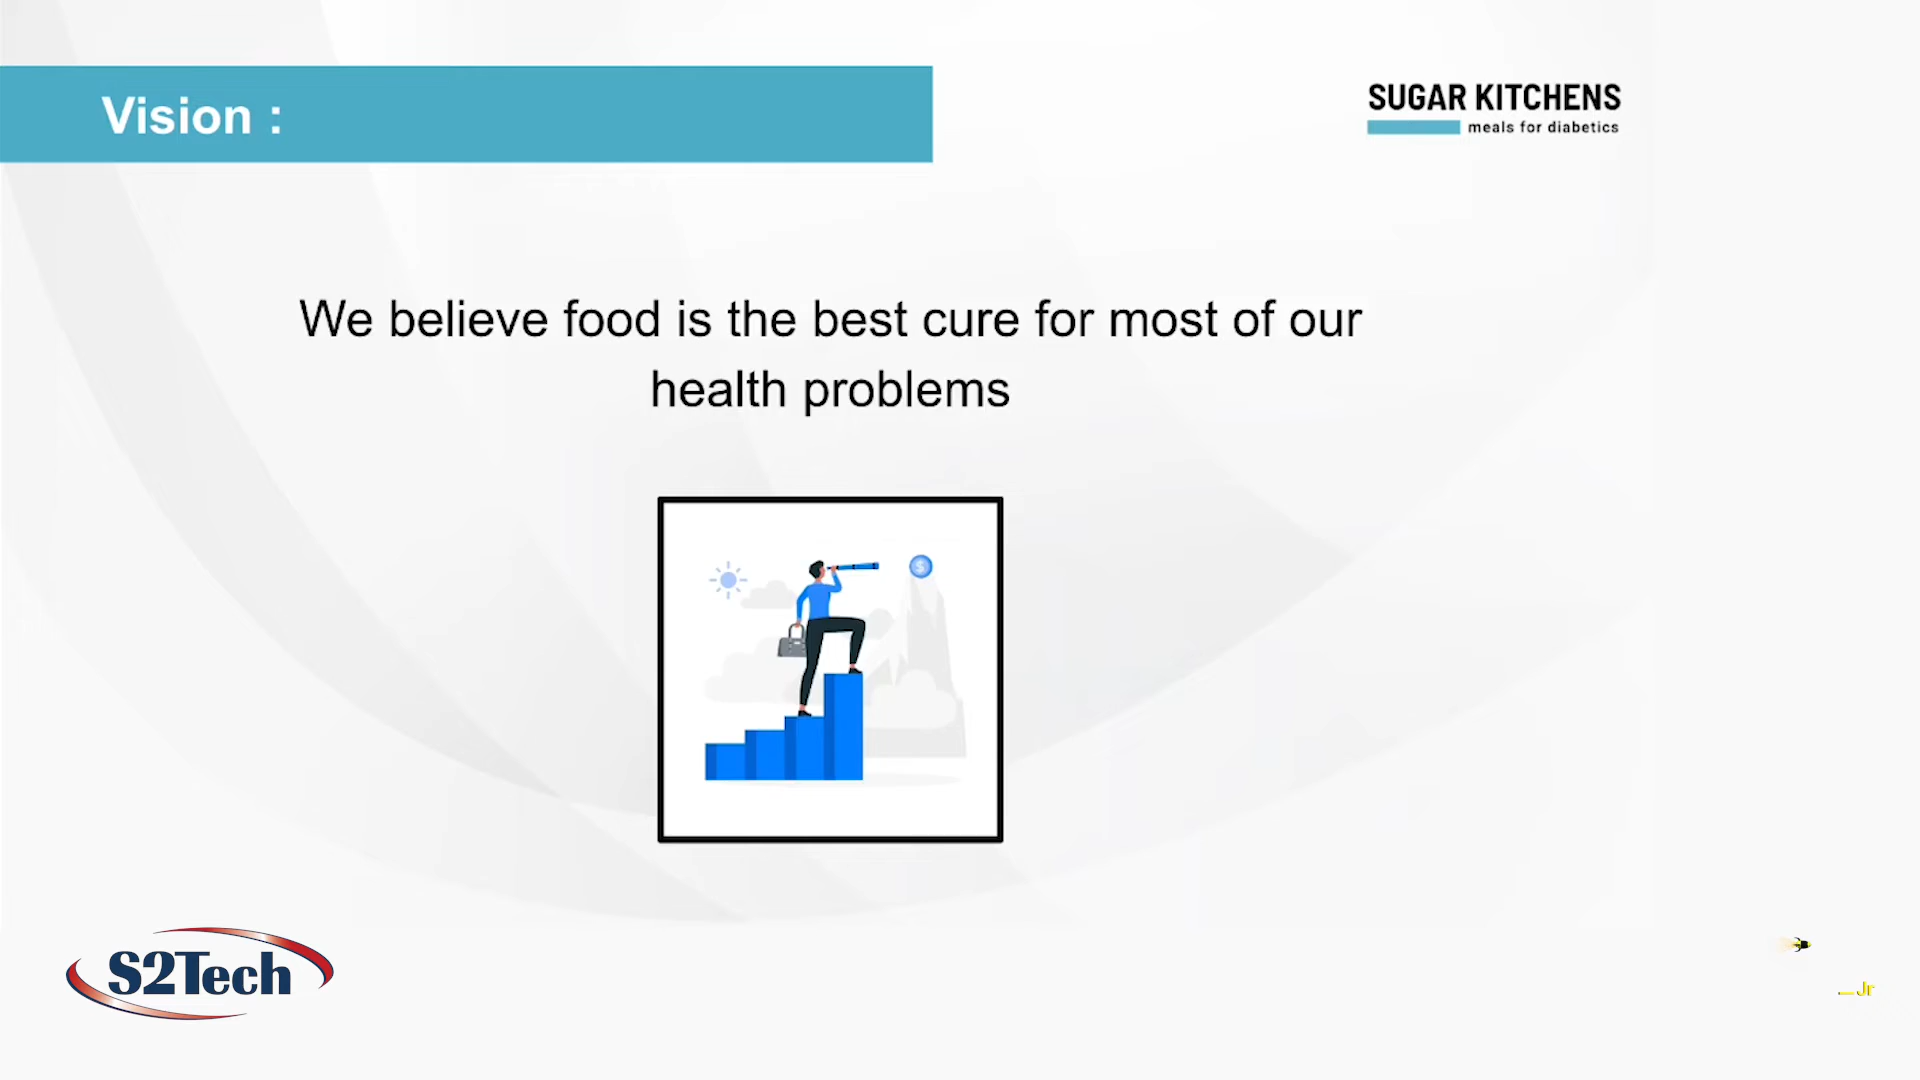 Vision :
SUGAR KITCHENS
meals for diabetics
We believe food is the best cure for most of our
health problems
$
S2Tech